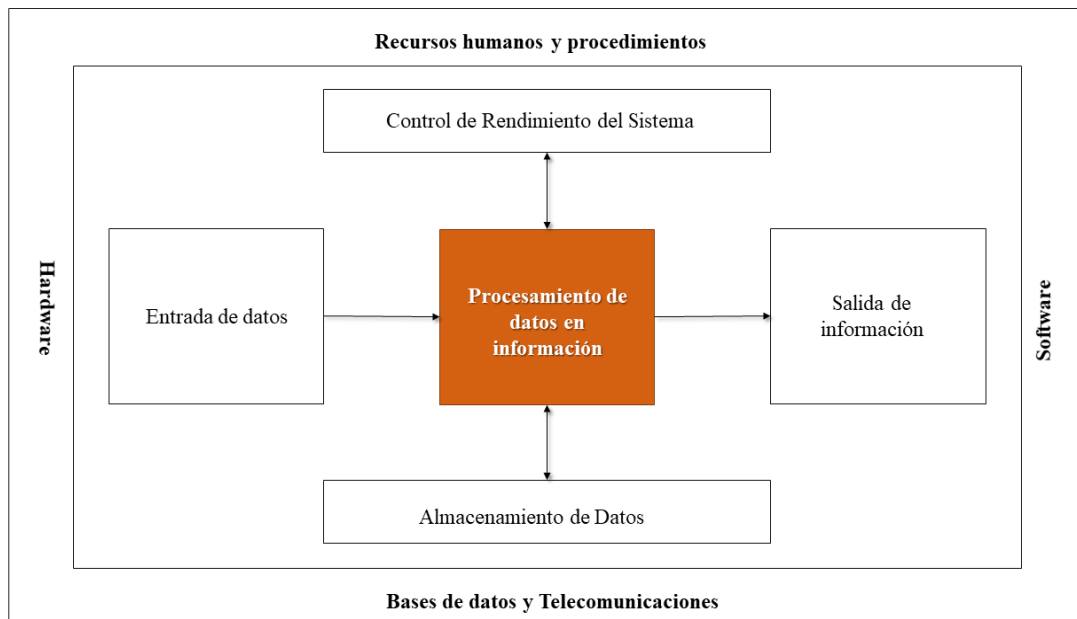 Recursos humanos y procedimientos
Control de Rendimiento del Sistema
Hardware
Entrada de datos
Procesamiento de
datos en
información
Salida de
información
Software
Almacenamiento de Datos
Bases de datos y Telecomunicaciones